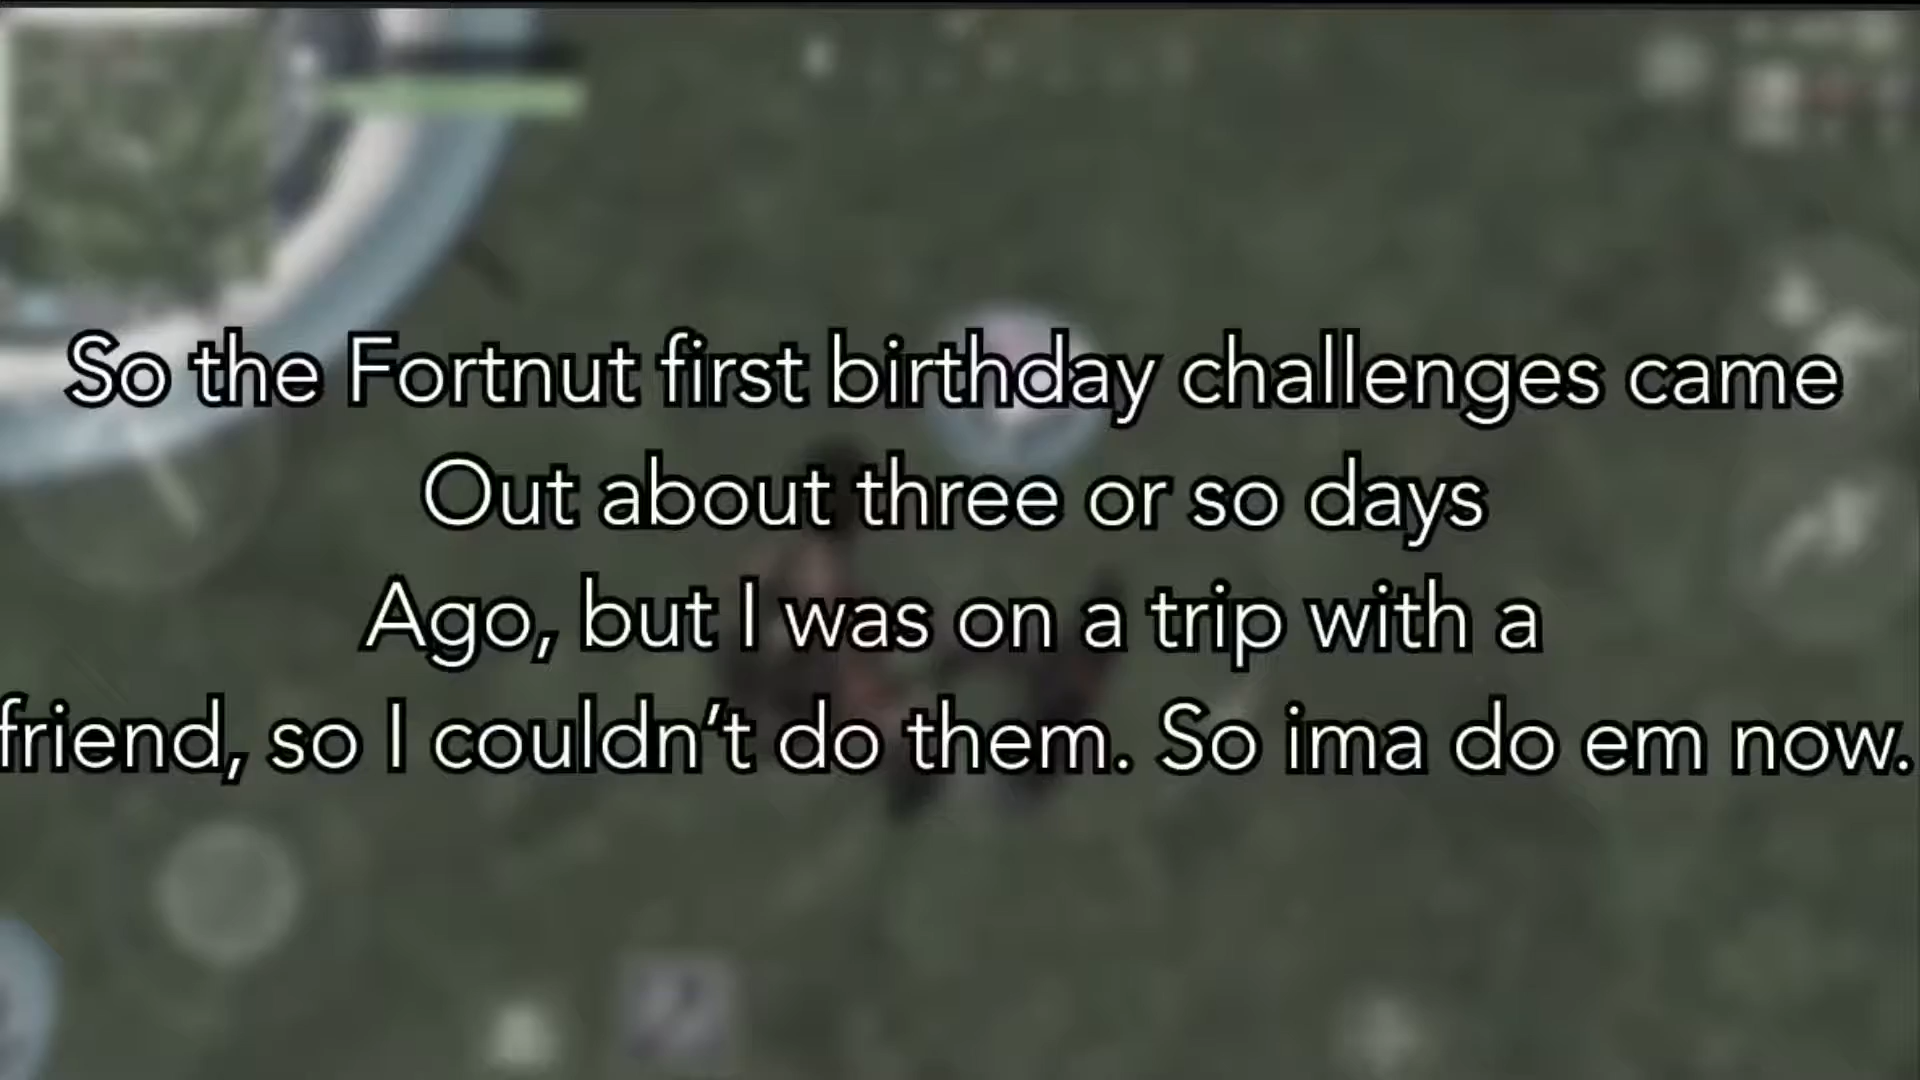 So the Fortnut first birthday challenges came
Out about three or so days
Ago, but I was on a trip with a
friend, so I couldn’t do them. So ima do em now.